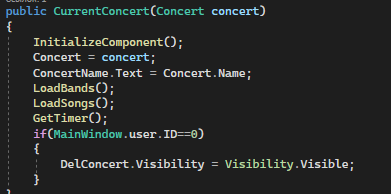 public CurrentConcert(Concert concert)
{
InitializeComponent();
Concert = concert;
ConcertName.Text = Concert.Name;
LoadBands();
LoadSongs();
GetTimer();
if(MainWindow.user.ID==0)
{
DelConcert.Visibility = Visibility.Visible;
}
}